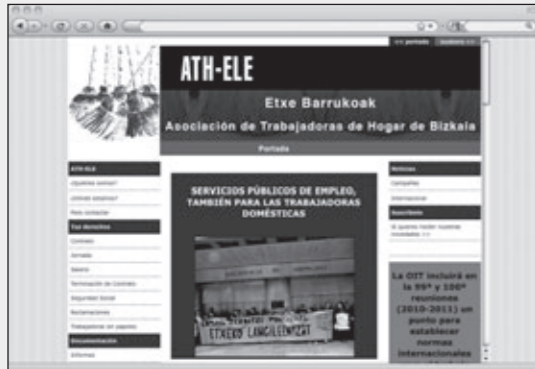 << portada
ATH-ELE
Etxe Barrukoak
Asociación de Trabajadoras de Hogar de Bizkaia
Portada
ATH-ELE
¿Quiénes somos?
¿Dónde estamos?
Para contactar
Tus derechos
Contrato
Jornada
Salario
Terminación de Contrato
Seguridad Social
Reclamaciones
Trabajadoras sin papeles
Documentación
Informes
SERVICIOS PÚBLICOS DE EMPLEO,
TAMBIÉN PARA LAS TRABAJADORAS
DOMÉSTICAS
ETXEKO LANGILEENTZAT
Noticias
Campañas
Internacional
Suscribete
Si quieres recibir nuestras
novedades >>
La OIT incluirá en
la 99ª y 100ª
reuniones
(2010-2011) un
punto para
establecer
normas
internacionales